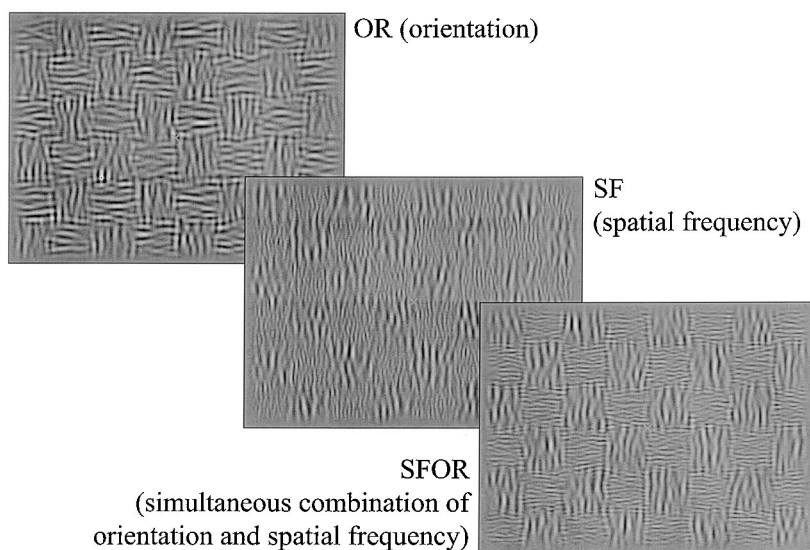 OR (orientation)
SF
(spatial frequency)
SFOR
(simultaneous combination of
orientation and spatial frequency)